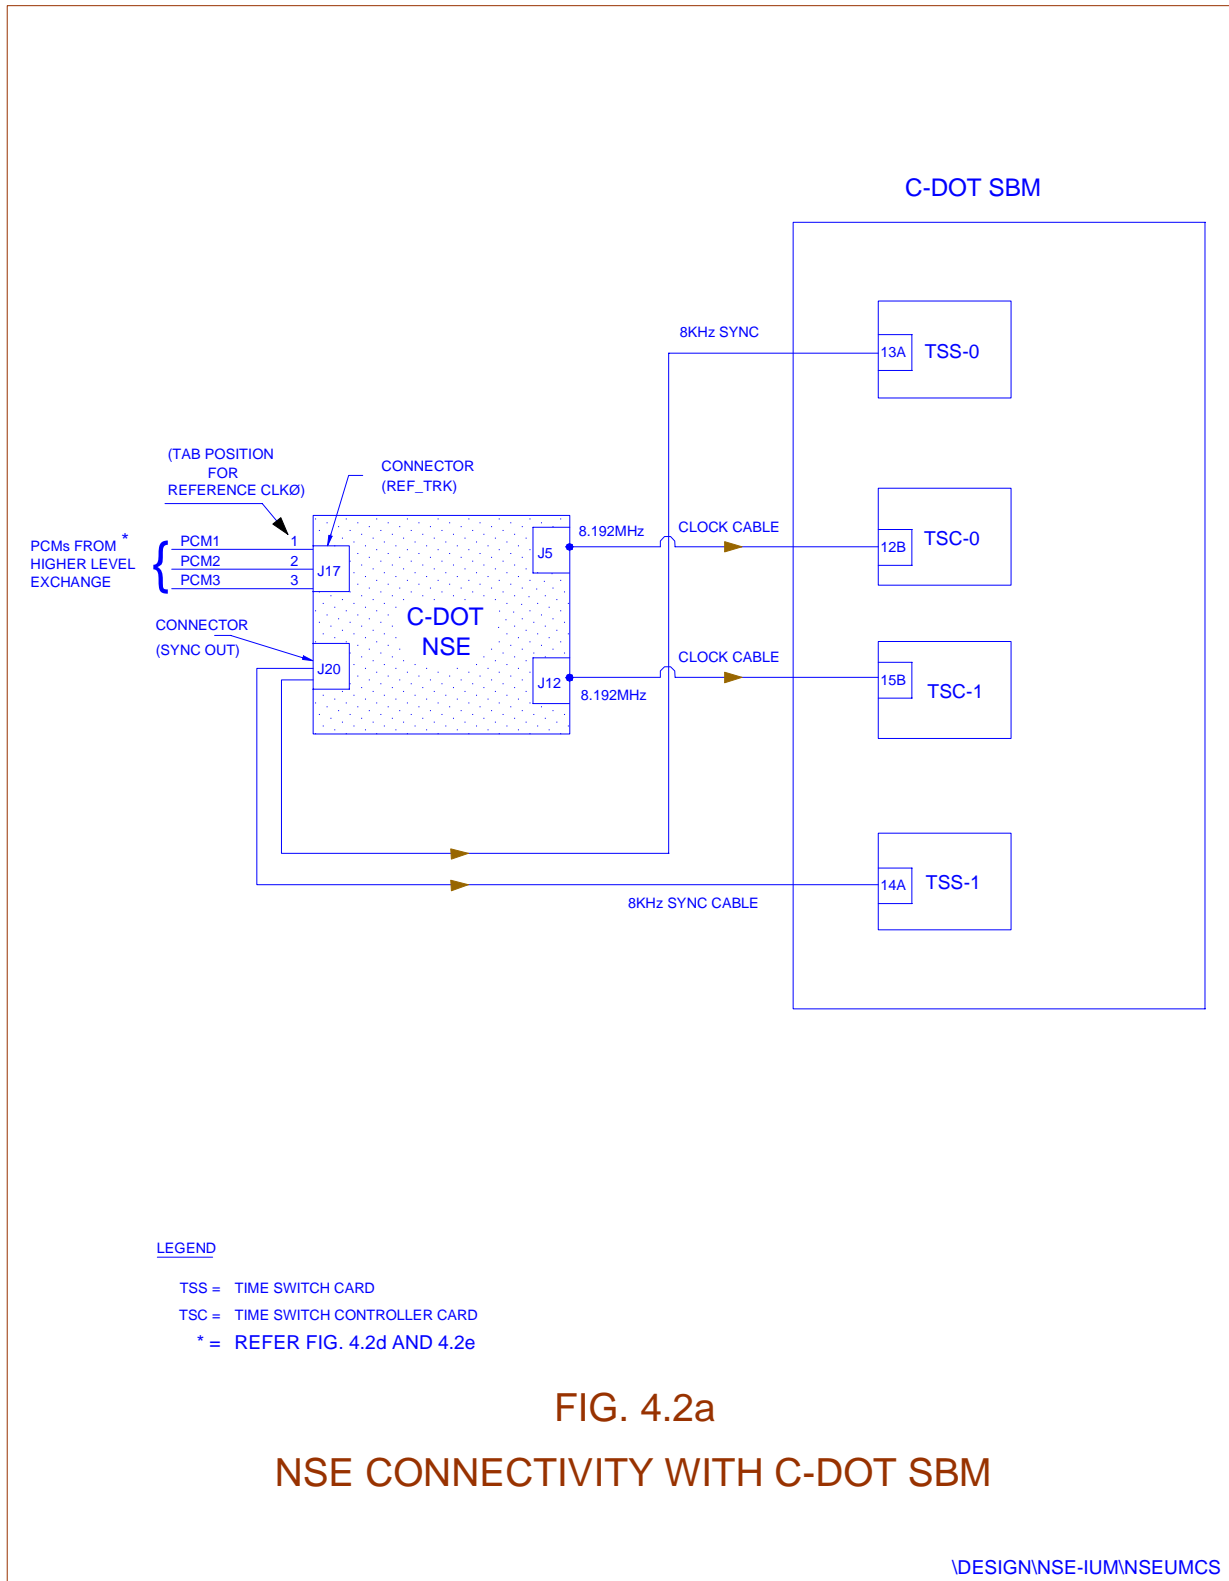 C-DOT SBM
8KHz SYNC
13A
TSS-0
(TAB POSITION
FOR
REFERENCE CLKØ)
CONNECTOR
(REF_TRK)
PCMs FROM *
HIGHER LEVEL
EXCHANGE
PCM1 1
PCM2 2
PCM3 3
J17
J5
8.192MHz
CLOCK CABLE
12B
TSC-0
C-DOT
NSE
CONNECTOR
(SYNC OUT)
J20
J12
8.192MHz
CLOCK CABLE
15B
TSC-1
14A
TSS-1
8KHz SYNC CABLE
LEGEND
TSS = TIME SWITCH CARD
TSC = TIME SWITCH CONTROLLER CARD
* = REFER FIG. 4.2d AND 4.2e
FIG. 4.2a
NSE CONNECTIVITY WITH C-DOT SBM
\DESIGN\NSE-IUM\NSEUMCS